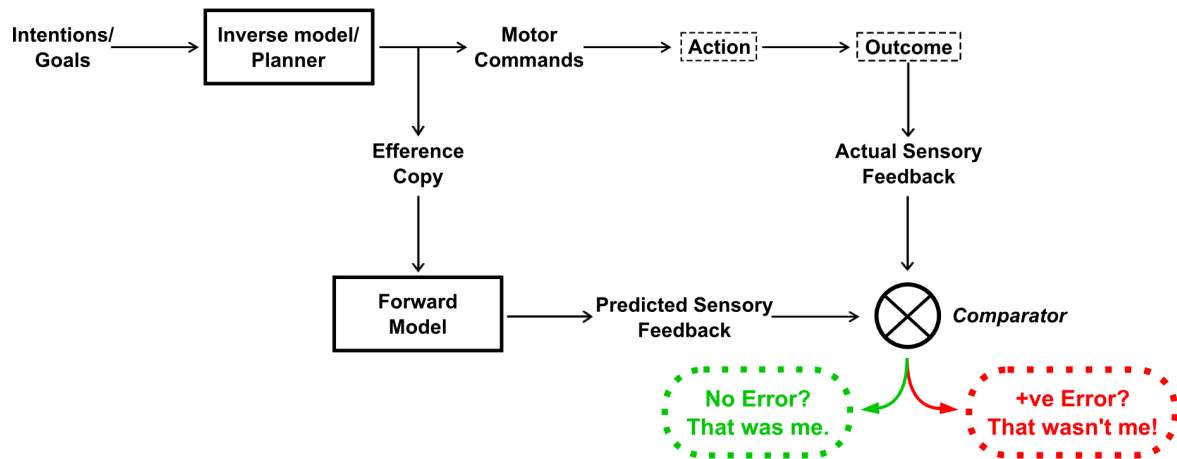 Intentions/
Goals
Inverse model/
Planner
Motor
Commands
Action
Outcome
Efference
Copy
Actual Sensory
Feedback
Forward
Model
Predicted Sensory
Feedback
Comparator
No Error?
That was me.
+ve Error?
That wasn't me!